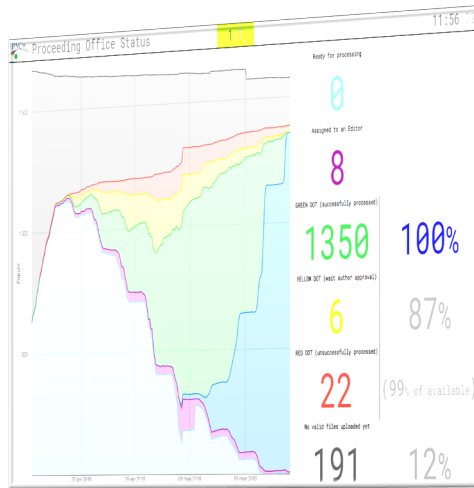 Proceeding Office Status
11:56
Ready for processing
0
Assigned to an Editor
8
GREEN DOT (successfully processed)
1350
100%
YELLOW DOT (wait author approval)
6
87%
RED DOT (unsuccessfully processed)
22
(99% of available)
No valid files uploaded yet
191
12%